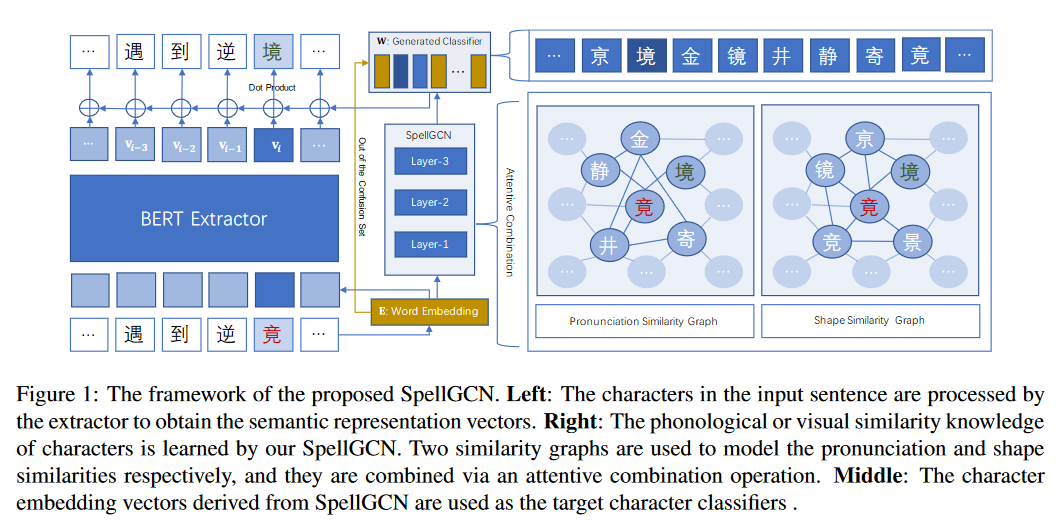 ... 遇 到 逆 境 ...
W: Generated Classifier
...
... 亰 境 金 镜 井 静 寄 竟 ...
Dot Product
... v_{i−3} v_{i−2} v_{i−1} v_i ...
BERT Extractor
... 遇 到 逆 竟 ...
Out of the Confusion Set
SpellGCN
Layer-3
Layer-2
Layer-1
E: Word Embedding
Attentive Combination
... 金 ...
静 境
... 竟 ...
井 寄
... ... ...
Pronunciation Similarity Graph
... 亰 ...
镜 境
... 竟 ...
竞 景
... ... ...
Shape Similarity Graph
Figure 1: The framework of the proposed SpellGCN. Left: The characters in the input sentence are processed by
the extractor to obtain the semantic representation vectors. Right: The phonological or visual similarity knowledge
of characters is learned by our SpellGCN. Two similarity graphs are used to model the pronunciation and shape
similarities respectively, and they are combined via an attentive combination operation. Middle: The character
embedding vectors derived from SpellGCN are used as the target character classifiers .